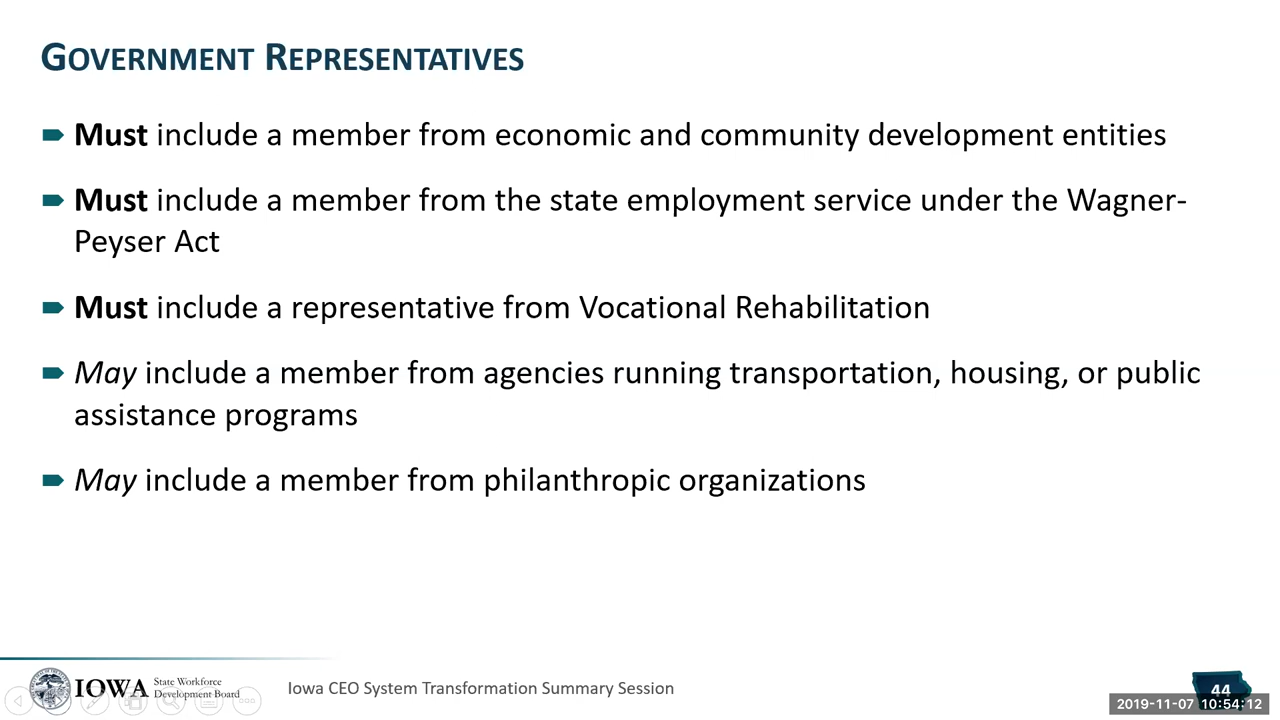 GOVERNMENT REPRESENTATIVES
Must include a member from economic and community development entities
Must include a member from the state employment service under the Wagner-
Peyser Act
Must include a representative from Vocational Rehabilitation
May include a member from agencies running transportation, housing, or public
assistance programs
May include a member from philanthropic organizations
IOWA
State Workforce
Development Board
Iowa CEO System Transformation Summary Session
44
2019-11-07 10:54:12